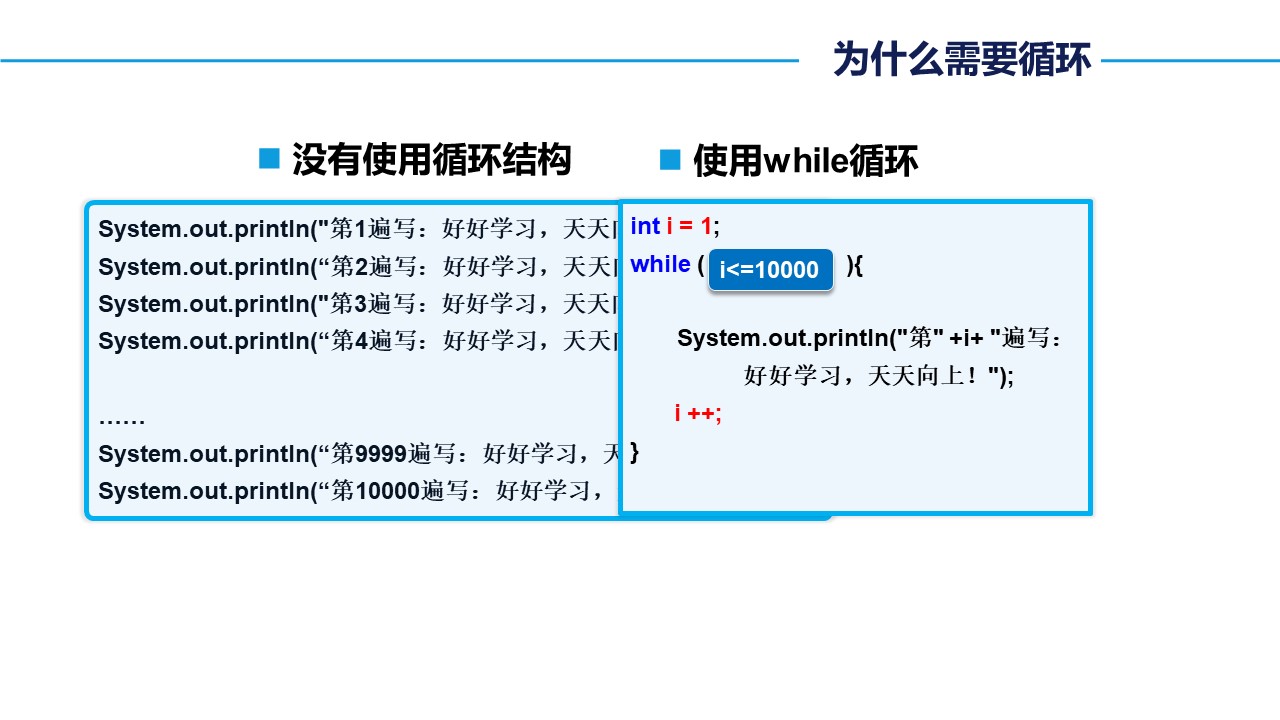 为什么需要循环
没有使用循环结构
System.out.println("第1遍写：好好学习，天天
System.out.println(“第2遍写：好好学习，天天
System.out.println("第3遍写：好好学习，天天
System.out.println(“第4遍写：好好学习，天天
……
System.out.println(“第9999遍写：好好学习，天
System.out.println(“第10000遍写：好好学习，
使用while循环
int i = 1;
while ( i<=10000 ){
System.out.println("第" +i+ "遍写：
好好学习，天天向上！");
i ++;
}